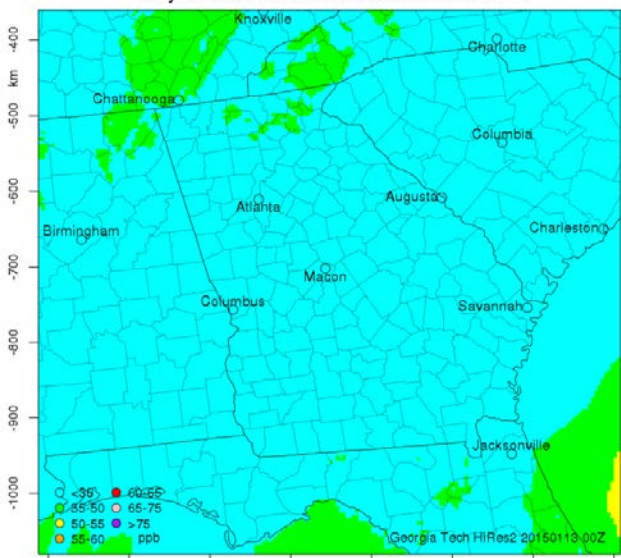 -400
-500
-600
-700
-800
-900
-1000
km
Knoxville
Charlotte
Chattanooga
Columbia
Augusta
Atlanta
Charleston
Birmingham
Macon
Columbus
Savannah
Jacksonville
<35 60-65
35-50 65-75
50-55 >75
55-60 ppb
Georgia Tech HiRes2 20150113 00Z